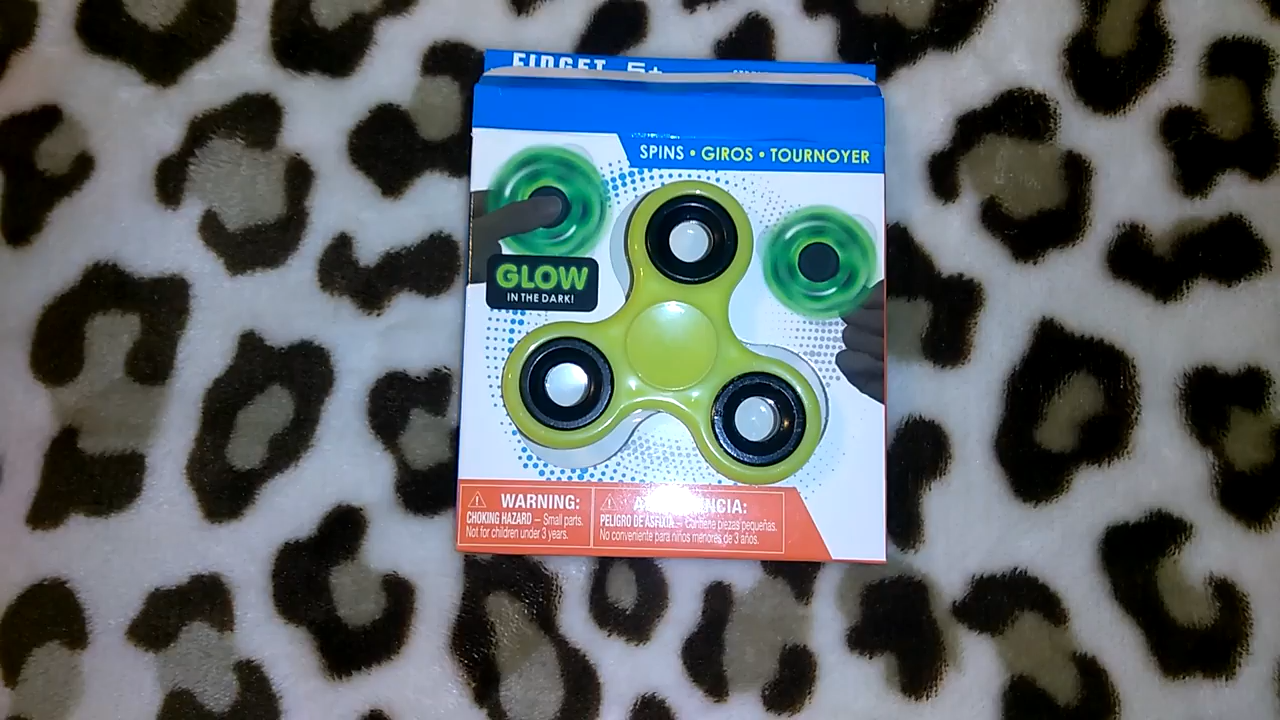 FIDGET 5+
SPINS • GIROS • TOURNOYER
GLOW
IN THE DARK!
WARNING:
CHOKING HAZARD — Small parts.
Not for children under 3 years.
PELIGRO DE ASFIXIA — Contiene piezas pequeñas.
No conveniente para niños menores de 3 años.